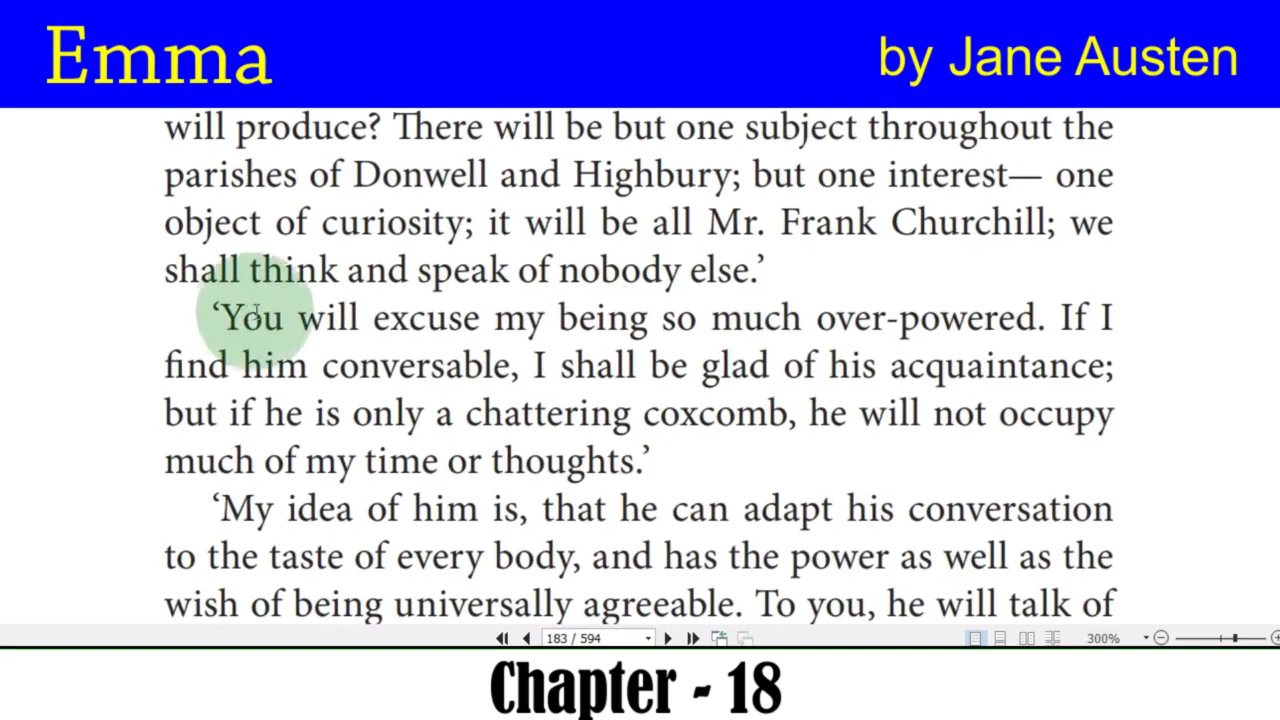 Emma
by Jane Austen
will produce? There will be but one subject throughout the
parishes of Donwell and Highbury; but one interest— one
object of curiosity; it will be all Mr. Frank Churchill; we
shall think and speak of nobody else.’
‘You will excuse my being so much over-powered. If I
find him conversable, I shall be glad of his acquaintance;
but if he is only a chattering coxcomb, he will not occupy
much of my time or thoughts.’
‘My idea of him is, that he can adapt his conversation
to the taste of every body, and has the power as well as the
wish of being universally agreeable. To you, he will talk of
183 / 594
300%
Chapter - 18